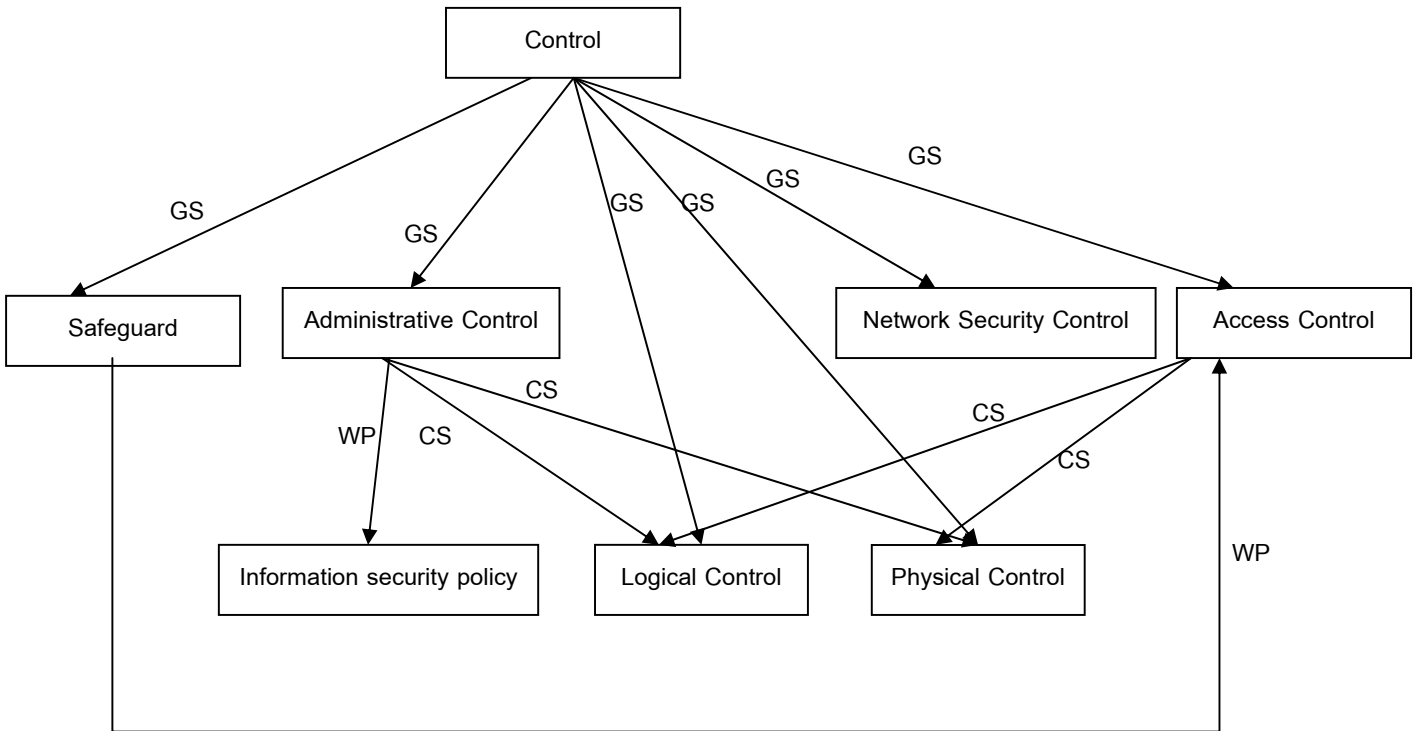 Control
GS
GS
GS
GS
GS
GS
Safeguard
Administrative Control
Network Security Control
Access Control
WP
CS
CS
CS
CS
Information security policy
Logical Control
Physical Control
WP